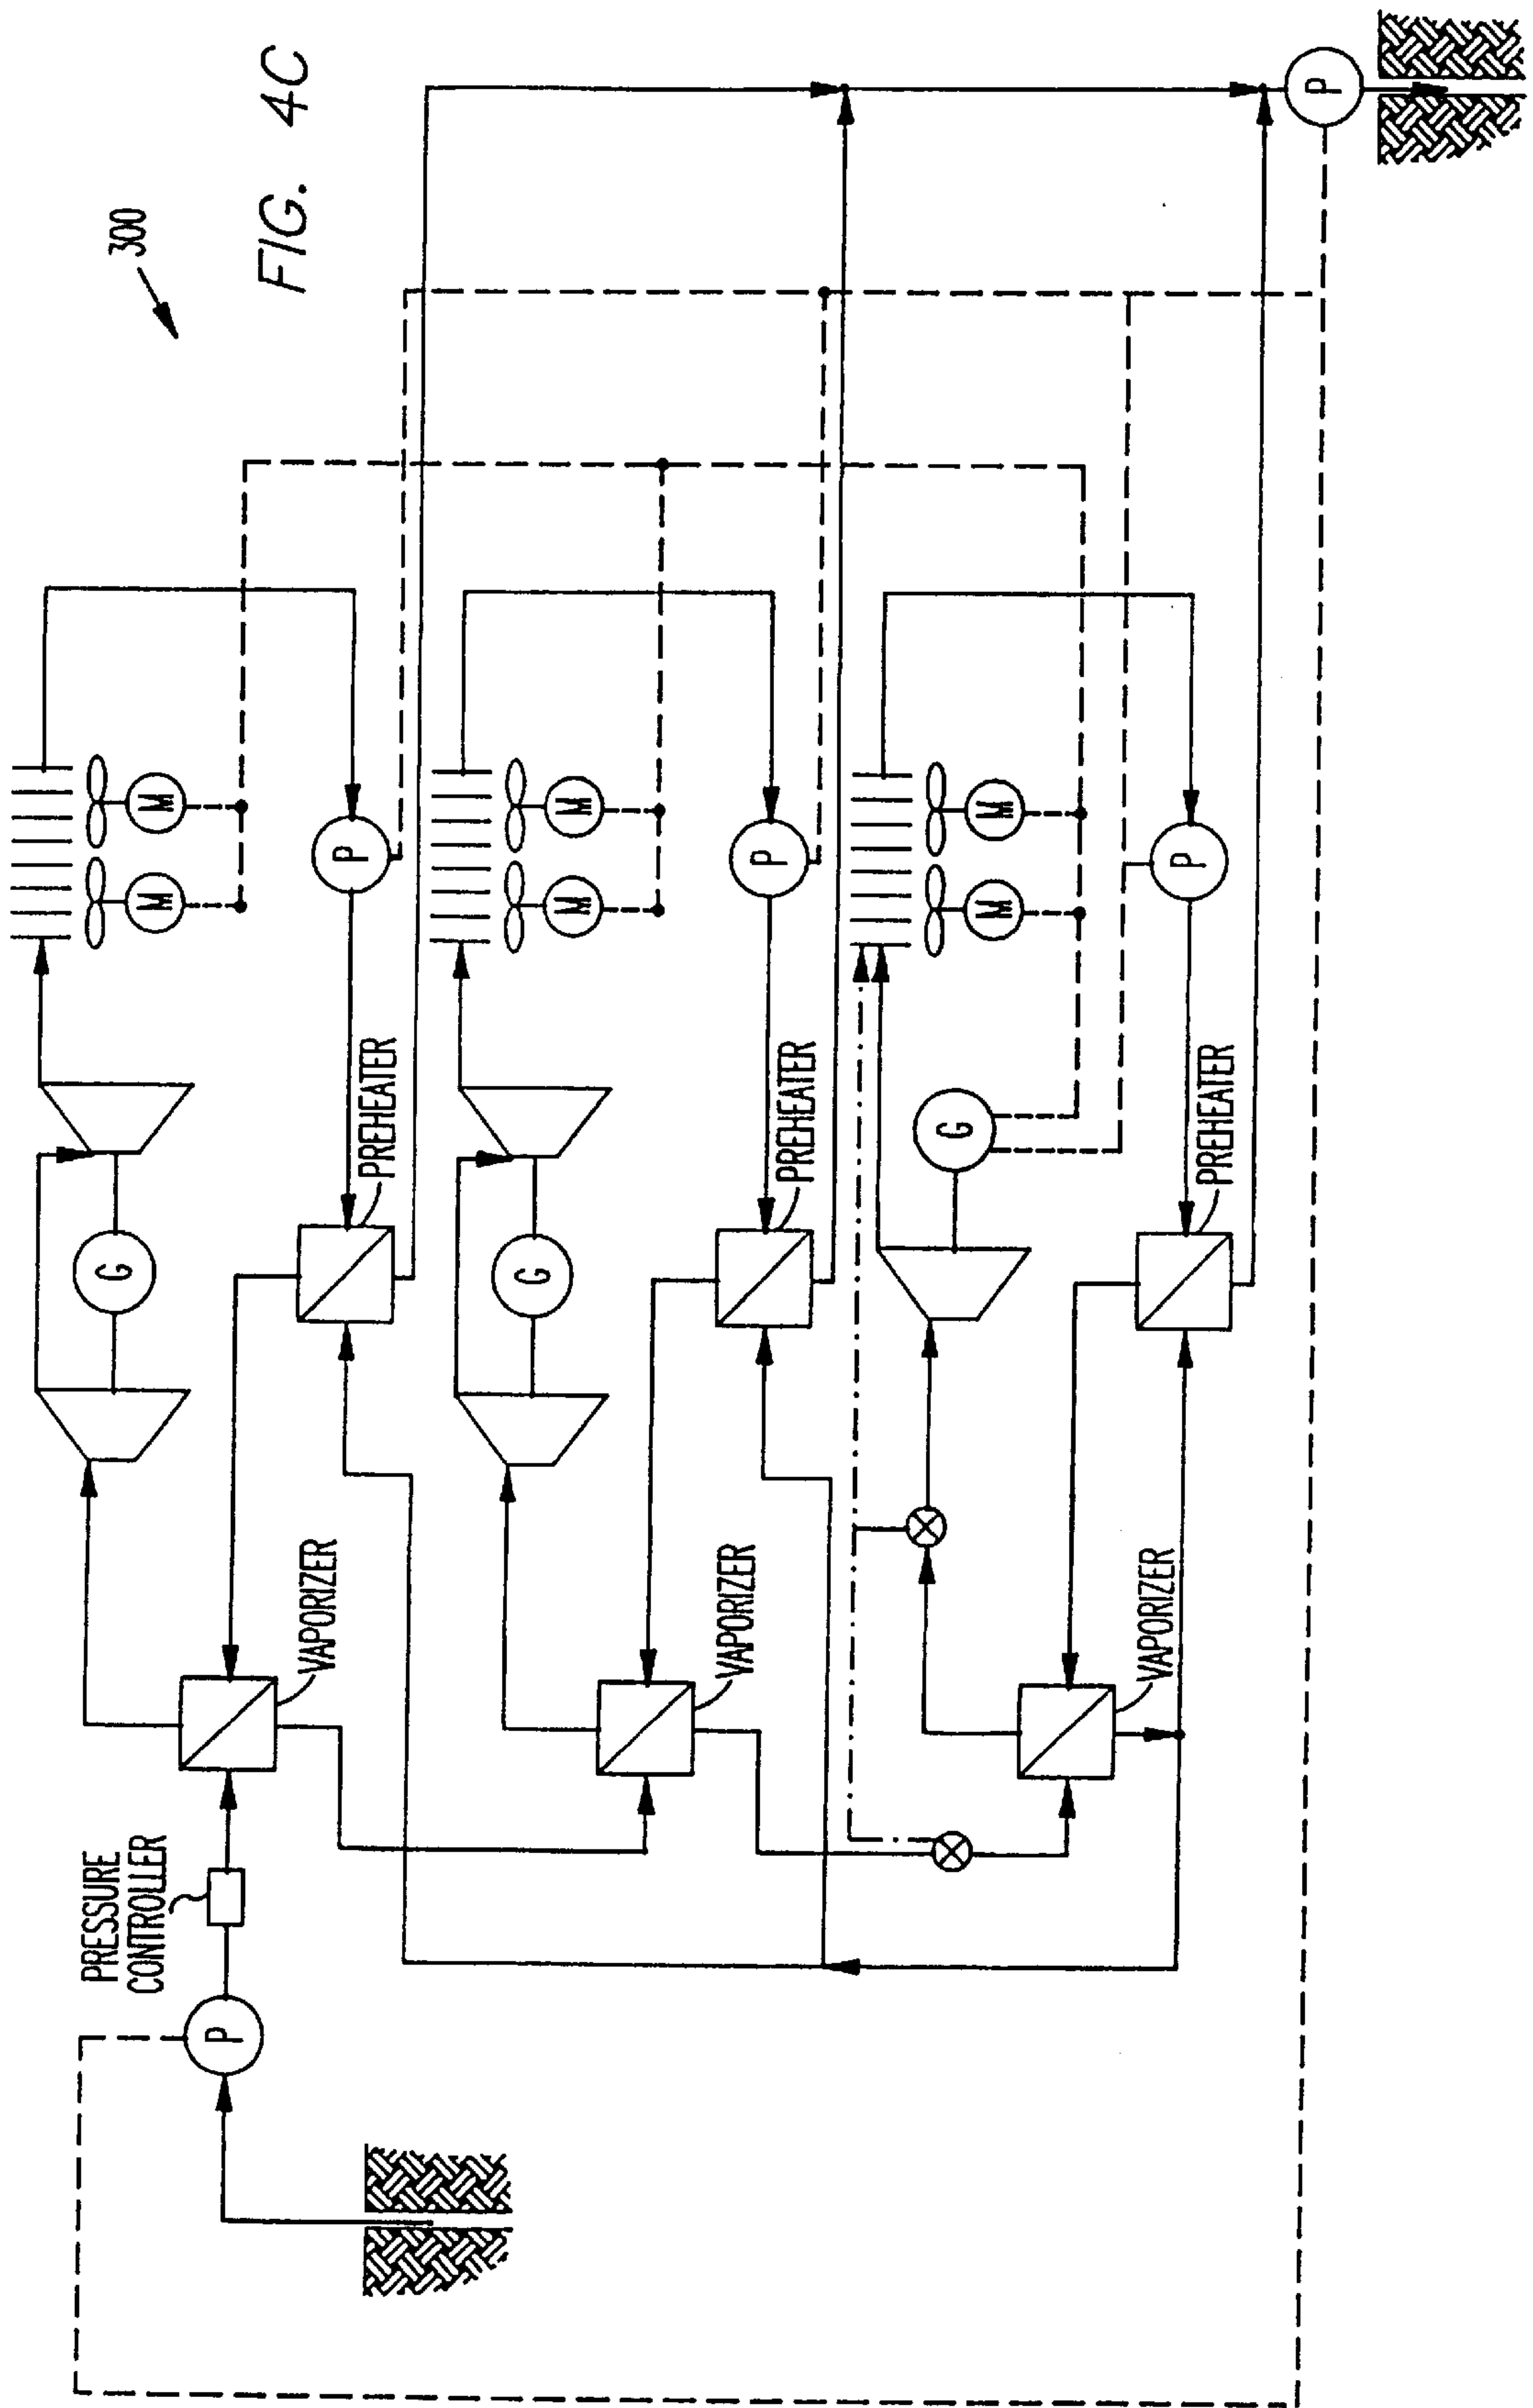 FIG. 4C
300
M
M
P
G
PREHEATER
VAPORIZER
PRESSURE
CONTROLLER
P
M
M
P
G
PREHEATER
VAPORIZER
M
M
P
G
PREHEATER
VAPORIZER
P